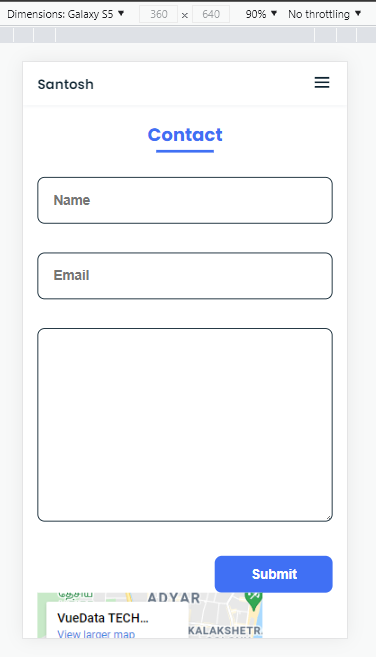 Dimensions: Galaxy S5 ▼ 360 x 640 90% ▼ No throttling ▼
Santosh
Contact
Name
Email
Submit
ADYAR
VueData TECH...
View larger map
KALAKSHETR